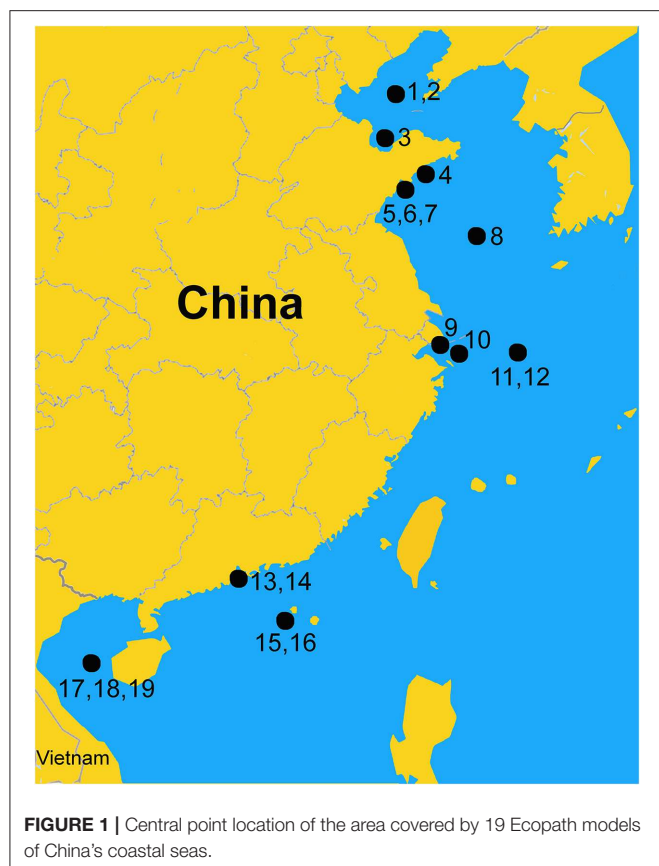 1,2
3
4
5,6,7
8
China
9
10
11,12
13,14
15,16
17,18,19
Vietnam
FIGURE 1 | Central point location of the area covered by 19 Ecopath models
of China's coastal seas.